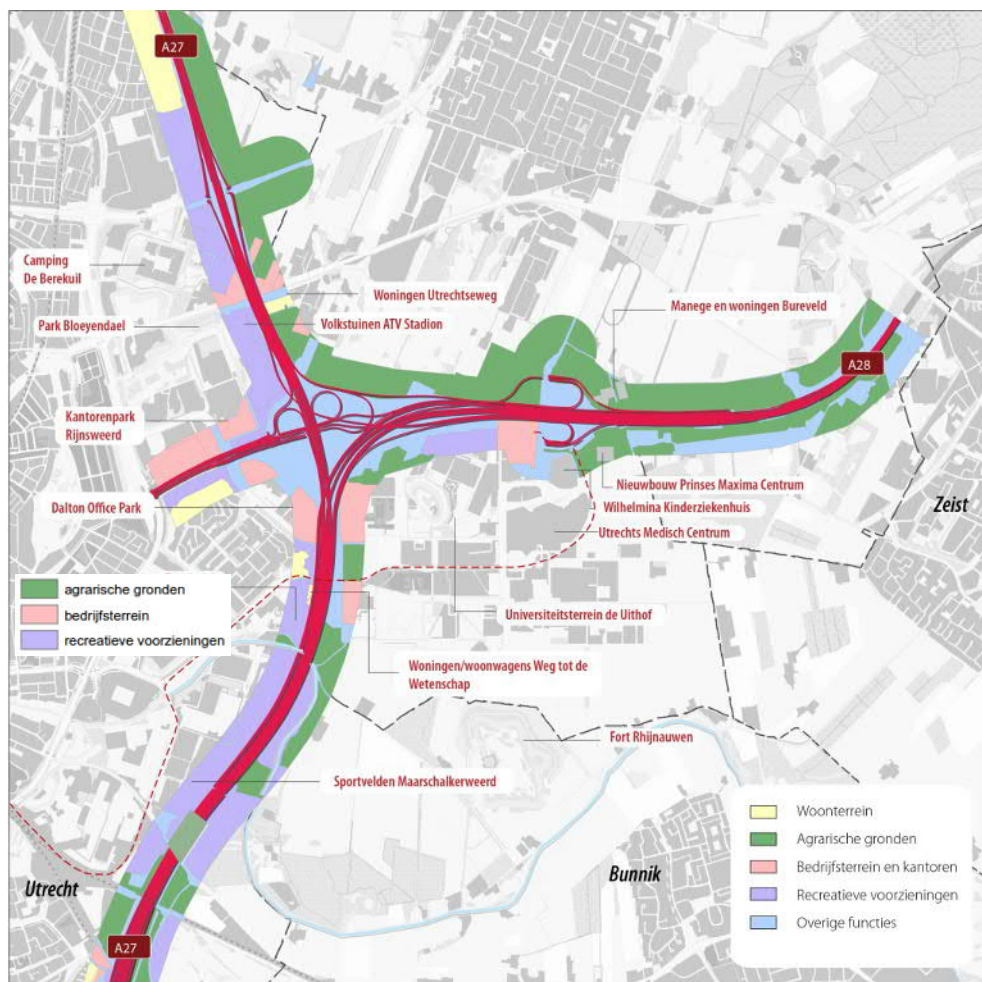 A27
Camping
De Berekuil
Woningen Utrechtseweg
Manege en woningen Bureveld
Park Bloeyendael
Volkstuinen ATV Stadion
A28
Kantorenpark
Rijnsweerd
Dalton Office Park
Nieuwbouw Prinses Maxima Centrum
Wilhelmina Kinderziekenhuis
Utrechts Medisch Centrum
Zeist
agrarische gronden
bedrijfsterrein
recreatieve voorzieningen
Universiteitsterrein de Uithof
Woningen/woonwagens Weg tot de
Wetenschap
Fort Rhijnauwen
Sportvelden Maarschalkerweerd
Utrecht
Bunnik
A27
Woonterrein
Agrarische gronden
Bedrijfsterrein en kantoren
Recreatieve voorzieningen
Overige functies